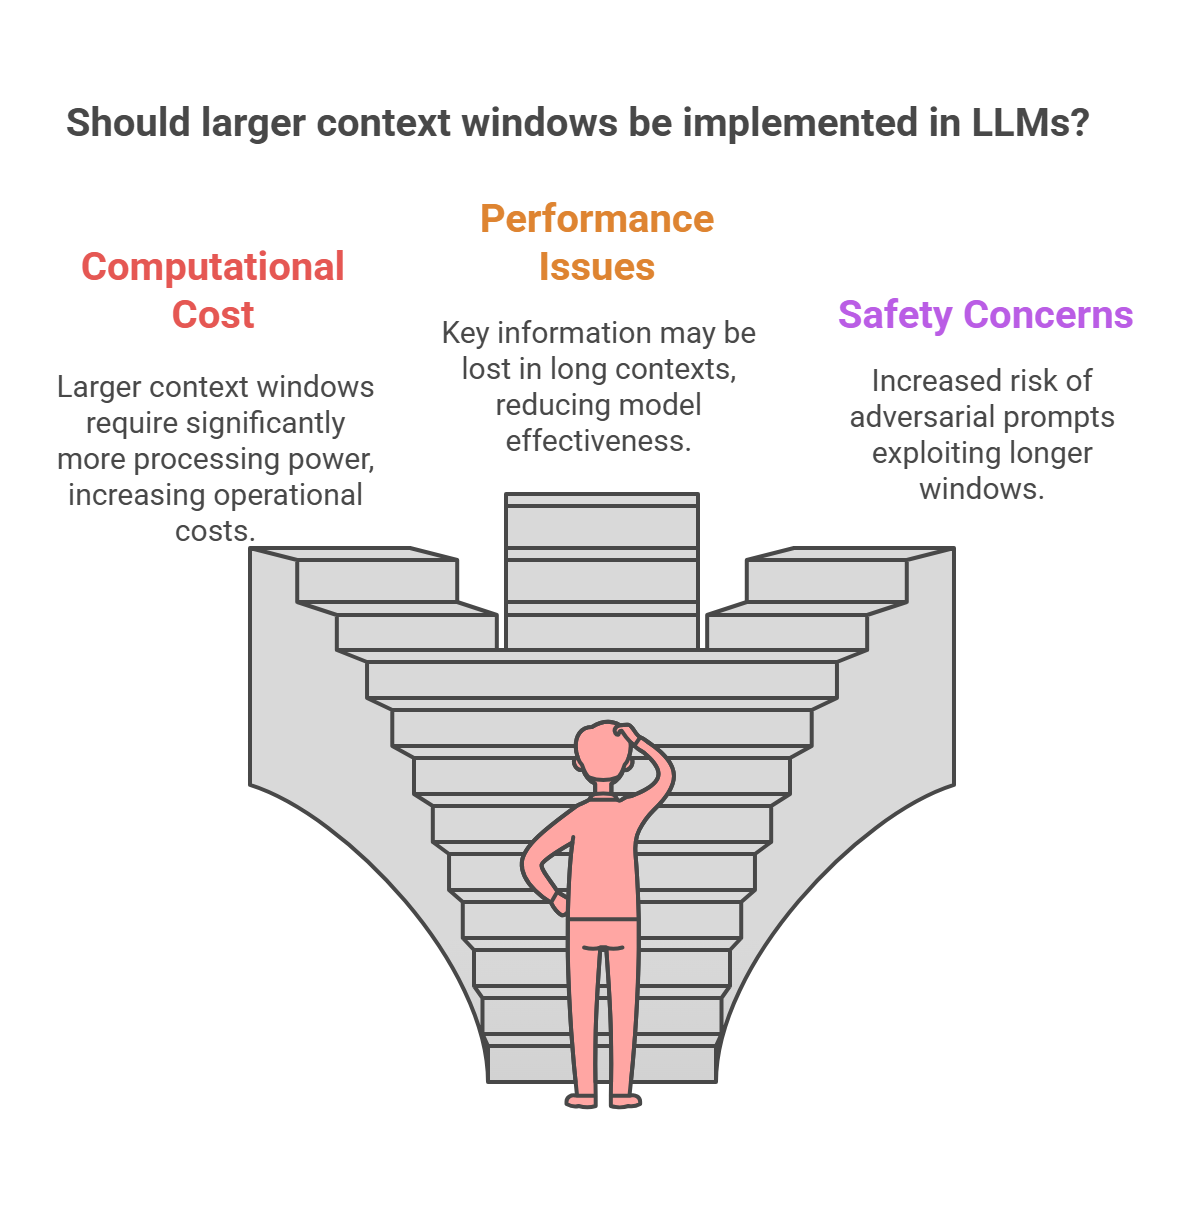 Should larger context windows be implemented in LLMs?
Computational
Cost
Larger context windows
require significantly
more processing power,
increasing operational
costs.
Performance
Issues
Key information may be
lost in long contexts,
reducing model
effectiveness.
Safety Concerns
Increased risk of
adversarial prompts
exploiting longer
windows.